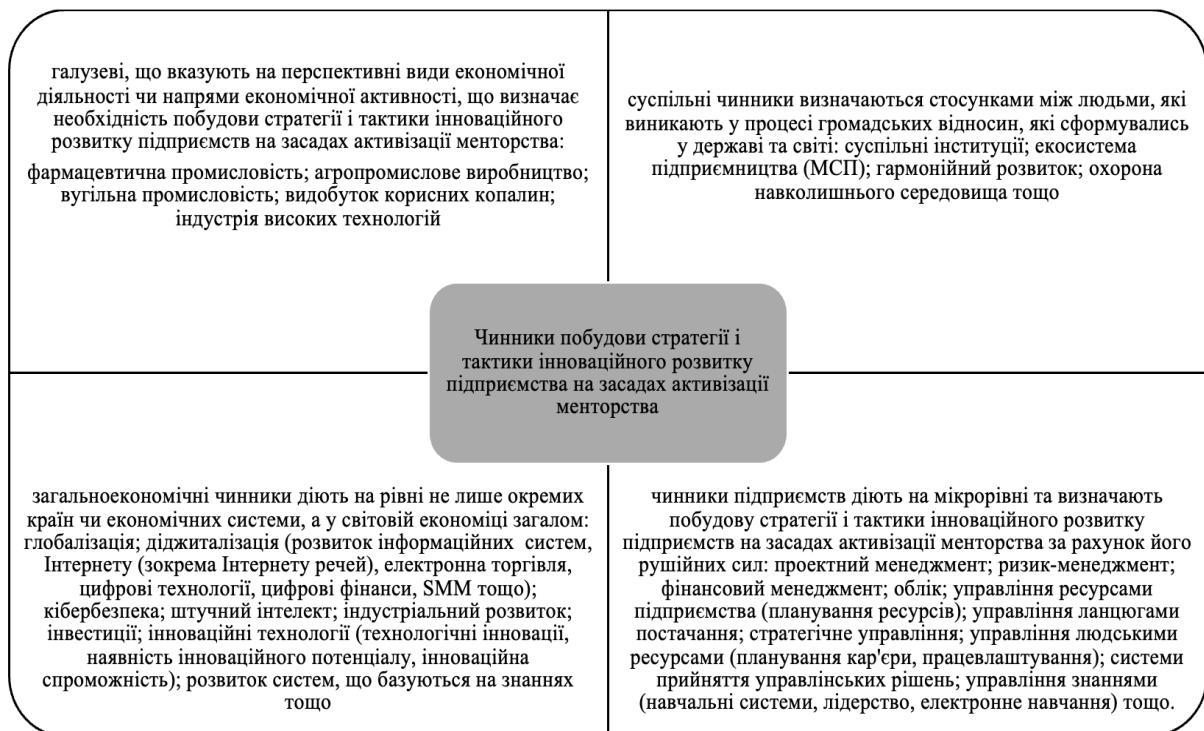 галузеві, що вказують на перспективні види економічної
діяльності чи напрями економічної активності, що визначає
необхідність побудови стратегії і тактики інноваційного
розвитку підприємств на засадах активізації менторства:
фармацевтична промисловість; агропромислове виробництво;
вугільна промисловість; видобуток корисних копалин;
індустрія високих технологій
суспільні чинники визначаються стосунками між людьми, які
виникають у процесі громадських відносин, які сформувались
у державі та світі: суспільні інституції; екосистема
підприємництва (МСП); гармонійний розвиток; охорона
навколишнього середовища тощо
Чинники побудови стратегії і
тактики інноваційного розвитку
підприємства на засадах активізації
менторства
загальноекономічні чинники діють на рівні не лише окремих
країн чи економічних системи, а у світовій економіці загалом:
глобалізація; діджиталізація (розвиток інформаційних систем,
Інтернету (зокрема Інтернету речей), електронна торгівля,
цифрові технології, цифрові фінанси, SMM тощо);
кібербезпека; штучний інтелект; індустріальний розвиток;
інвестиції; інноваційні технології (технологічні інновації,
наявність інноваційного потенціалу, інноваційна
спроможність); розвиток систем, що базуються на знаннях
тощо
чинники підприємств діють на мікрорівні та визначають
побудову стратегії і тактики інноваційного розвитку
підприємств на засадах активізації менторства за рахунок його
рушійних сил: проектний менеджмент; ризик-менеджмент;
фінансовий менеджмент; облік; управління ресурсами
підприємства (планування ресурсів); управління ланцюгами
постачання; стратегічне управління; управління людськими
ресурсами (планування кар'єри, працевлаштування); системи
прийняття управлінських рішень; управління знаннями
(навчальні системи, лідерство, електронне навчання) тощо.